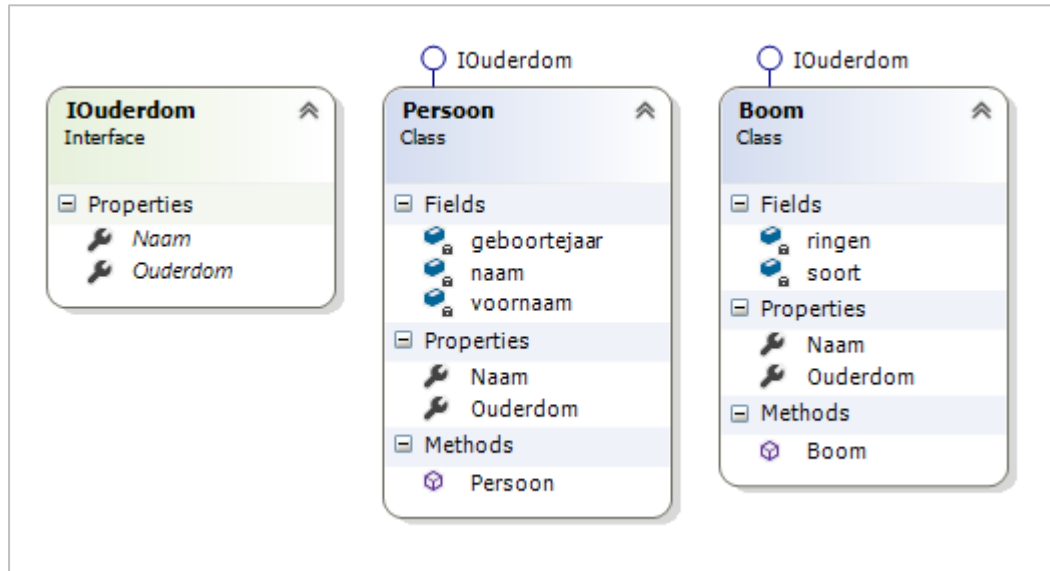 IOuderdom
Interface
Properties
Naam
Ouderdom
IOuderdom
Persoon
Class
Fields
geboortejaar
naam
voornaam
Properties
Naam
Ouderdom
Methods
Persoon
IOuderdom
Boom
Class
Fields
ringen
soort
Properties
Naam
Ouderdom
Methods
Boom